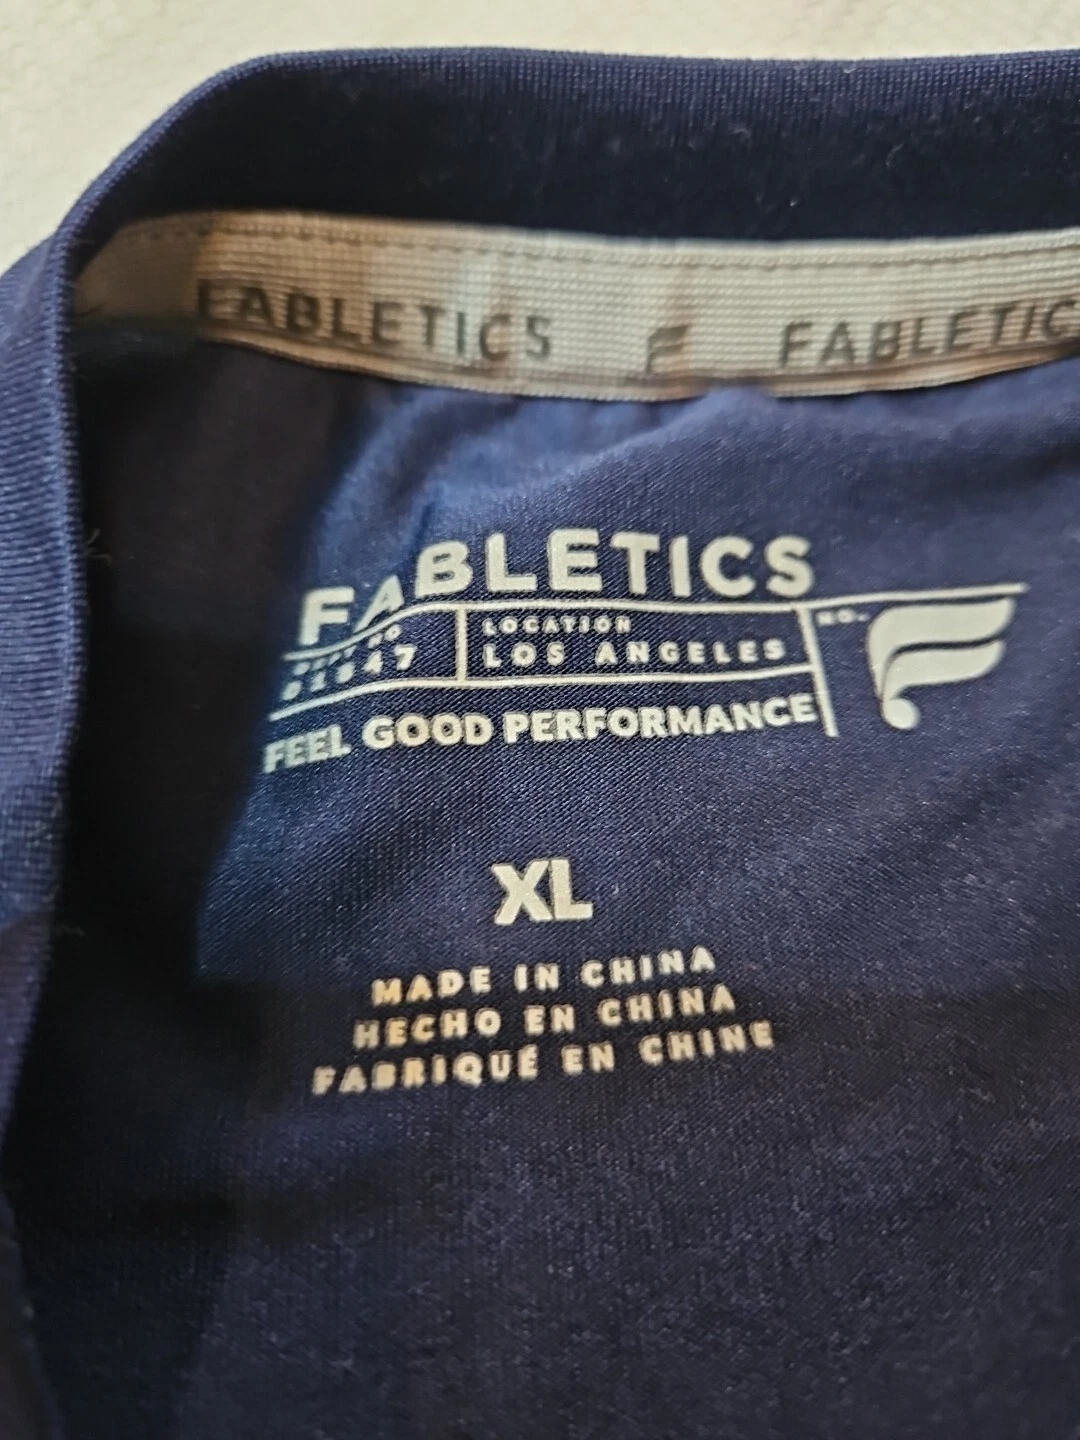 FABLETICS F FABLETICS
FABLETICS
LOCATION
NO.
LOS ANGELES
FEEL GOOD PERFORMANCE
XL
MADE IN CHINA
HECHO EN CHINA
FABRIQUÉ EN CHINE